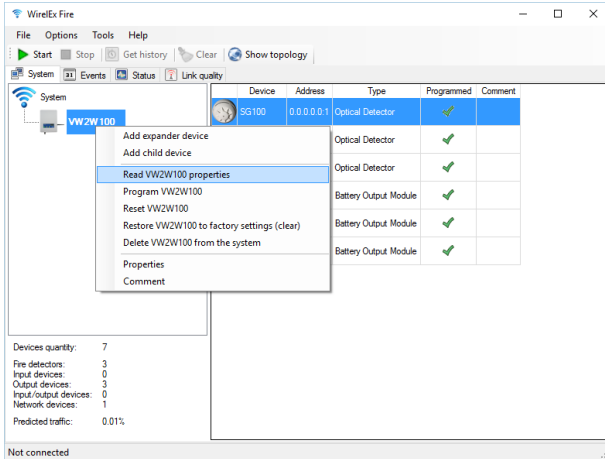 WirelEx Fire
File Options Tools Help
Start Stop Get history Clear Show topology
System Events Status Link quality
System
VW2W100
Add expander device
Add child device
Read VW2W100 properties
Program VW2W100
Reset VW2W100
Restore VW2W100 to factory settings (clear)
Delete VW2W100 from the system
Properties
Comment
Device Address Type Programmed Comment
SG100 0.0.0.0.0:1 Optical Detector
Optical Detector
Optical Detector
Battery Output Module
Battery Output Module
Battery Output Module
Devices quantity: 7
Fire detectors: 3
Input devices: 0
Output devices: 3
Input/output devices: 0
Network devices: 1
Predicted traffic: 0.01%
Not connected